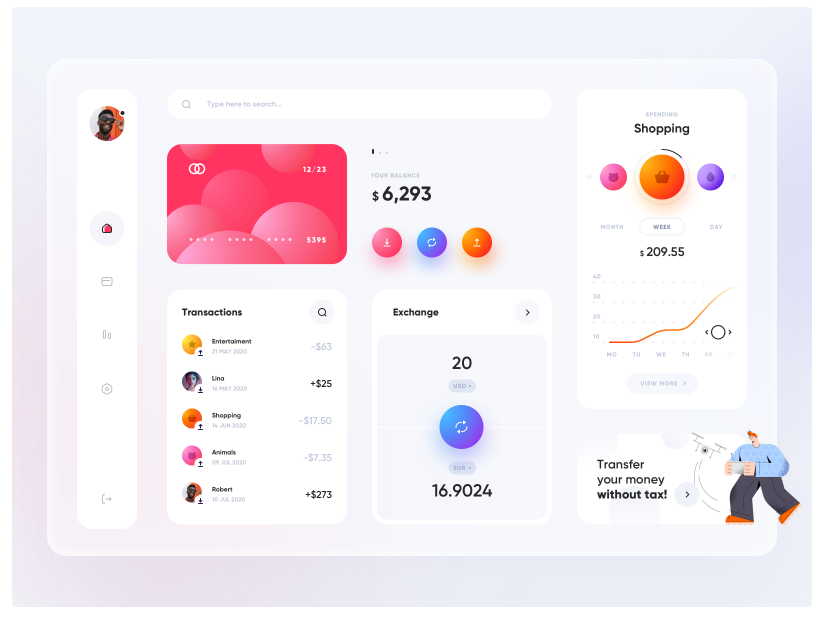 Type here to search...
12/23
5395
YOUR BALANCE
$ 6,293
Transactions
Entertaiment
21 MAY 2020
-$63
Lina
16 MAY 2020
+$25
Shopping
14 JUN 2020
-$17.50
Animals
09 JUL 2020
-$7.35
Robert
10 JUL 2020
+$273
Exchange
20
USD
EUR
16.9024
SPENDING
Shopping
MONTH
WEEK
DAY
$ 209.55
40
30
20
10
MO TU WE TH FR
VIEW MORE
Transfer
your money
without tax!